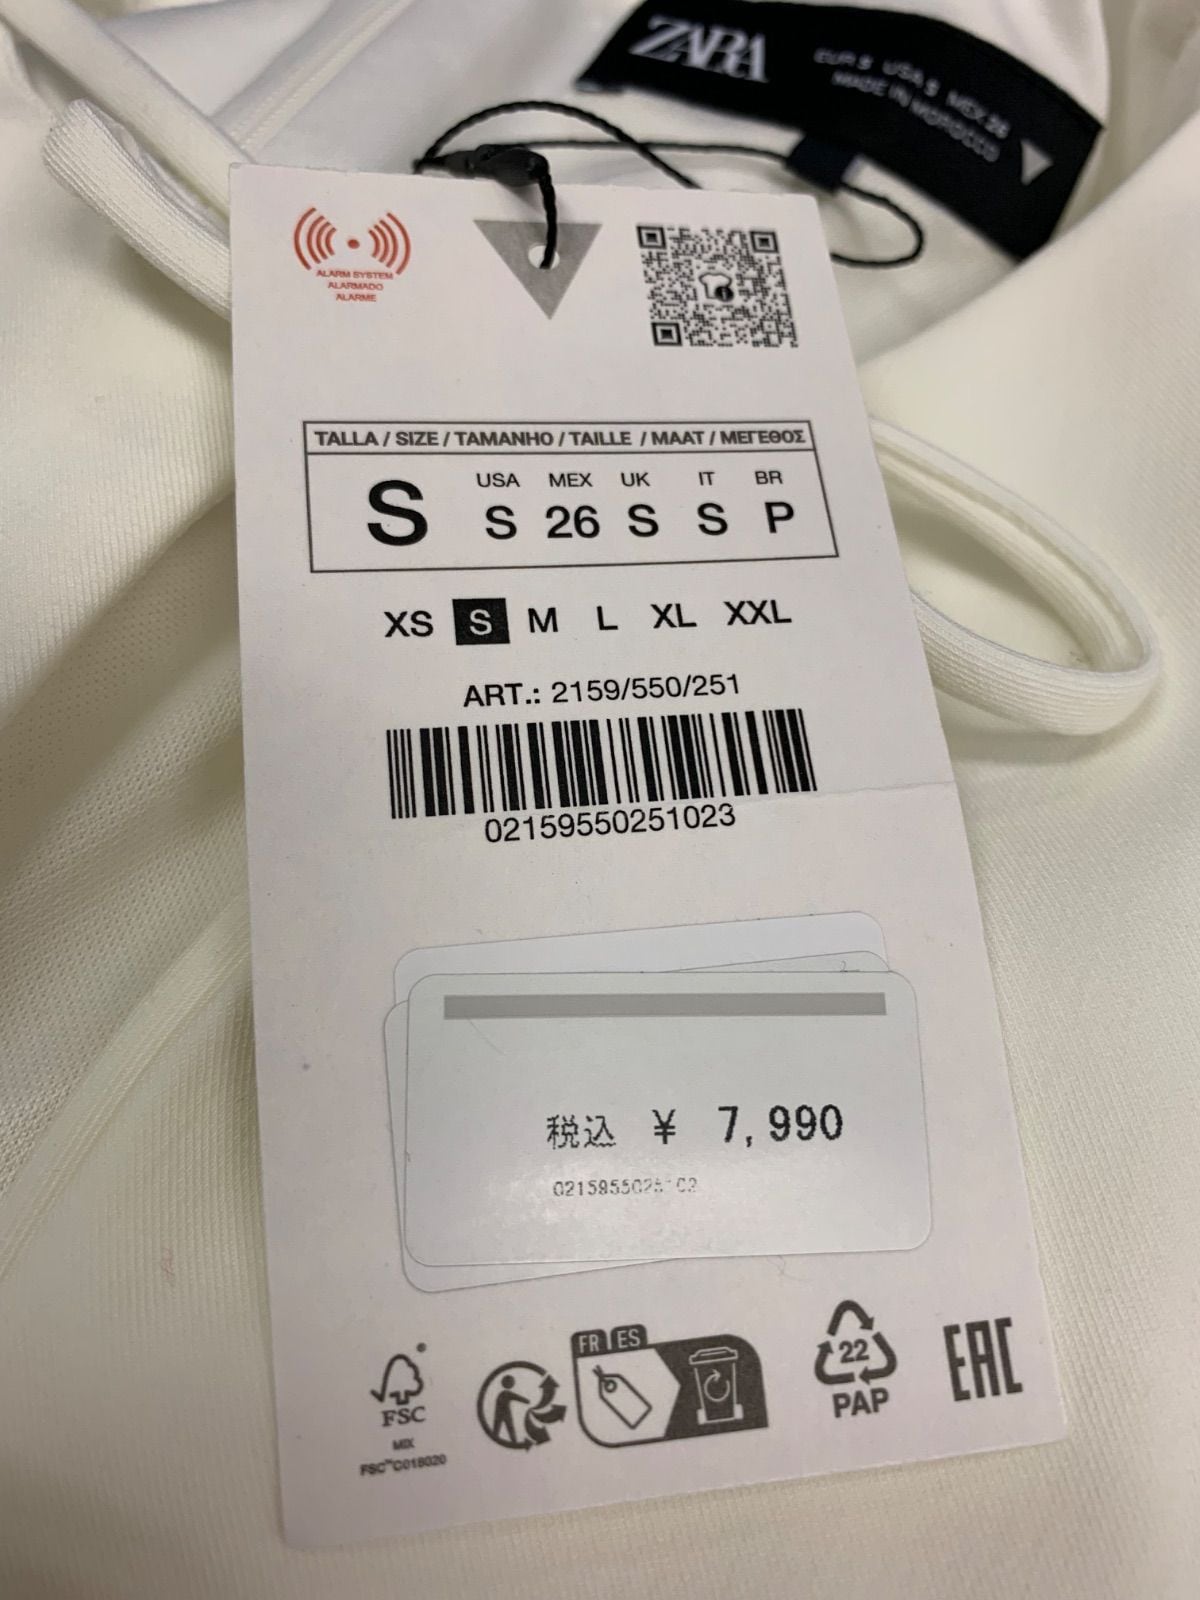 ZARA
EUR S USA S MEX 26
MADE IN MOROCCO
ALARM SYSTEM
ALARMADO
ALARME
TALLA / SIZE / TAMANHO / TAILLE / MAAT / ΜΕΓΕΘΟΣ
USA MEX UK IT BR
S S 26 S S P
XS S M L XL XXL
ART.: 2159/550/251
02159550251023
税込 ¥ 7,990
FR ES
22
PAP
EAC
FSC
MIX
FSC™ C018020